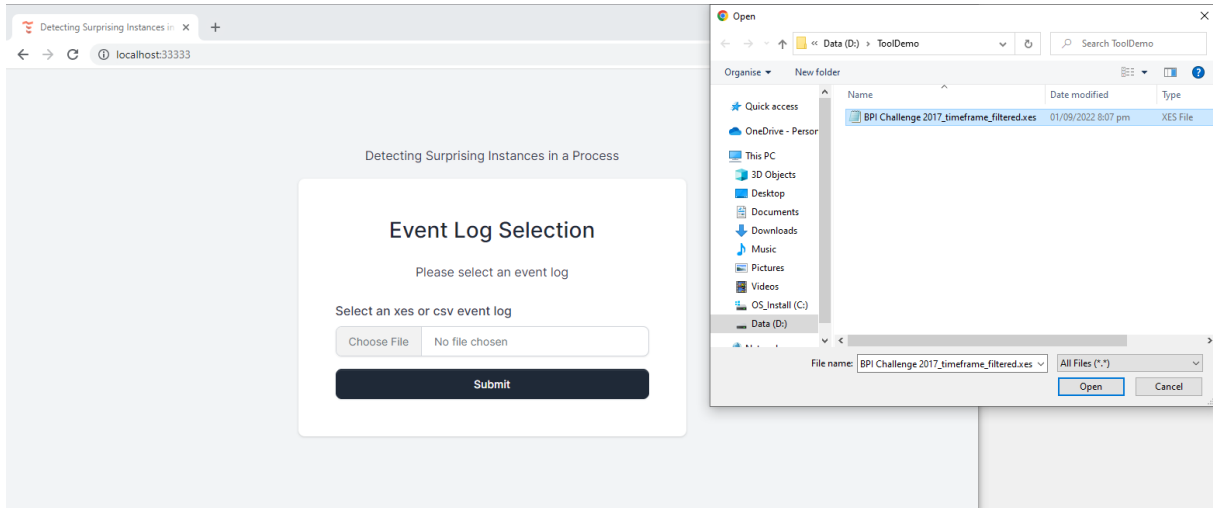 Detecting Surprising Instances in
localhost:33333
Detecting Surprising Instances in a Process
Event Log Selection
Please select an event log
Select an xes or csv event log
Choose File No file chosen
Submit
Open
« Data (D:) › ToolDemo
Search ToolDemo
Organise New folder
Name Date modified Type
BPI Challenge 2017_timeframe_filtered.xes 01/09/2022 8:07 pm XES File
Quick access
OneDrive - Person
This PC
3D Objects
Desktop
Documents
Downloads
Music
Pictures
Videos
OS_Install (C:)
Data (D:)
File name: BPI Challenge 2017_timeframe_filtered.xes All Files (*.*)
Open Cancel